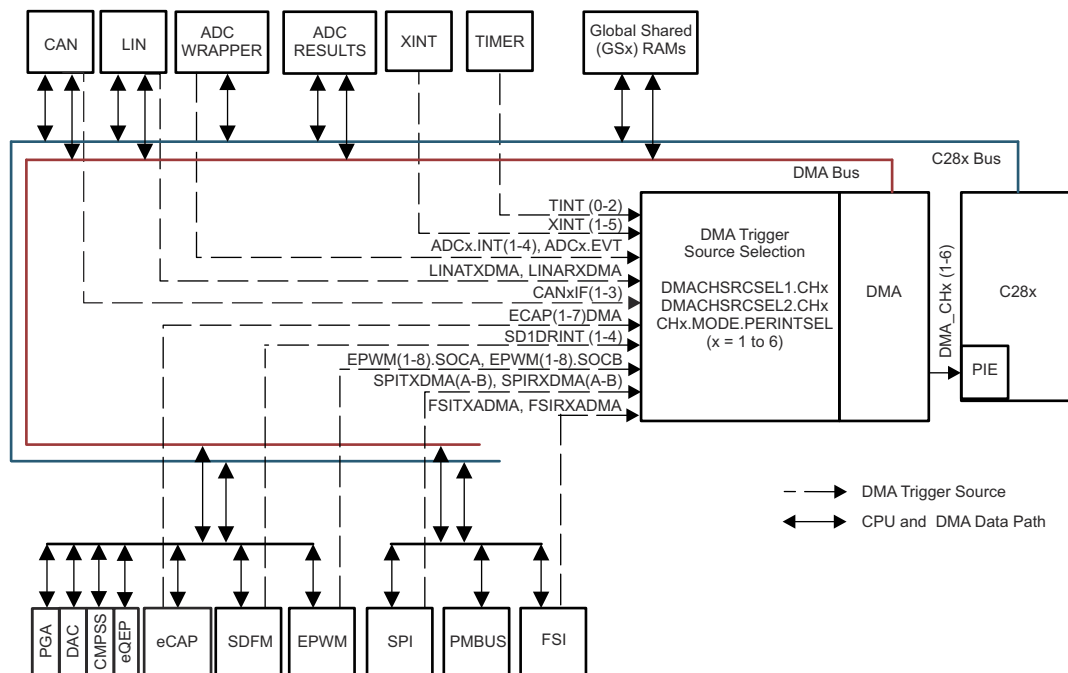 CAN
LIN
ADC
WRAPPER
ADC
RESULTS
XINT
TIMER
Global Shared
(GSx) RAMs
C28x Bus
DMA Bus
TINT (0-2)
XINT (1-5)
ADCx.INT(1-4), ADCx.EVT
LINATXDMA, LINARXDMA
CANxIF(1-3)
ECAP(1-7)DMA
SD1DRINT (1-4)
EPWM(1-8).SOCA, EPWM(1-8).SOCB
SPITXDMA(A-B), SPIRXDMA(A-B)
FSITXADMA, FSIRXADMA
DMA Trigger
Source Selection
DMACHSRCSEL1.CHx
DMACHSRCSEL2.CHx
CHx.MODE.PERINTSEL
(x = 1 to 6)
DMA
DMA_CHx (1-6)
C28x
PIE
DMA Trigger Source
CPU and DMA Data Path
PGA
DAC
CMPSS
eQEP
eCAP
SDFM
EPWM
SPI
PMBUS
FSI